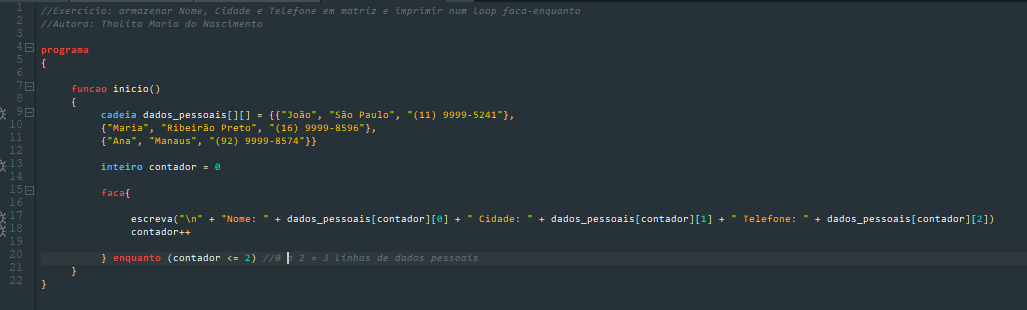 1 //Exercício: armazenar Nome, Cidade e Telefone em matriz e imprimir num Loop faca-enquanto
2 //Autora: Thalita Maria do Nascimento
3
4 programa
5 {
6
7 funcao inicio()
8 {
9 cadeia dados_pessoais[][] = {{"João", "São Paulo", "(11) 9999-5241"},
10 {"Maria", "Ribeirão Preto", "(16) 9999-8596"},
11 {"Ana", "Manaus", "(92) 9999-8574"}}
12
13 inteiro contador = 0
14
15 faca{
16
17 escreva("\n" + "Nome: " + dados_pessoais[contador][0] + " Cidade: " + dados_pessoais[contador][1] + " Telefone: " + dados_pessoais[contador][2])
18 contador++
19
20 } enquanto (contador <= 2) //0 a 2 = 3 linhas de dados pessoais
21 }
22 }